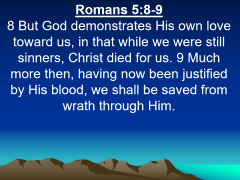 Romans 5:8-9
8 But God demonstrates His own love
toward us, in that while we were still
sinners, Christ died for us. 9 Much
more then, having now been justified
by His blood, we shall be saved from
wrath through Him.